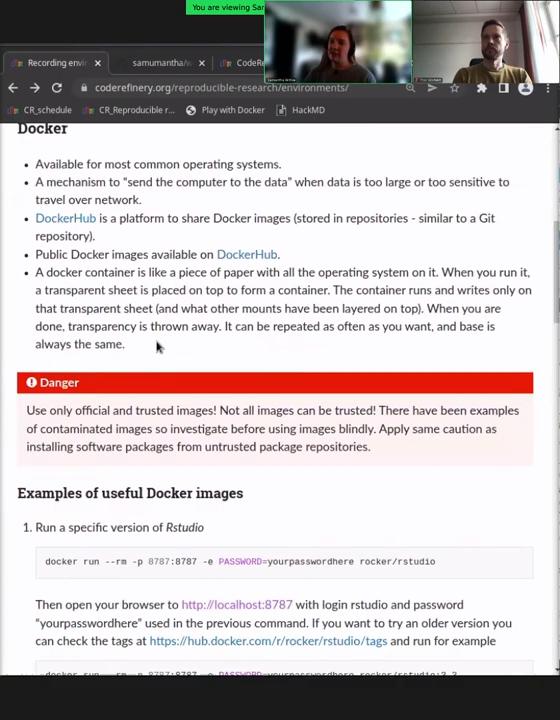 You are viewing Sar
Recording envi
samumantha/w
CodeRe
coderefinery.org/reproducible-research/environments/
CR_schedule
CR_Reproducible r...
Play with Docker
HackMD
Docker
Available for most common operating systems.
A mechanism to “send the computer to the data” when data is too large or too sensitive to
travel over network.
DockerHub is a platform to share Docker images (stored in repositories - similar to a Git
repository).
Public Docker images available on DockerHub.
A docker container is like a piece of paper with all the operating system on it. When you run it,
a transparent sheet is placed on top to form a container. The container runs and writes only on
that transparent sheet (and what other mounts have been layered on top). When you are
done, transparency is thrown away. It can be repeated as often as you want, and base is
always the same.
Danger
Use only official and trusted images! Not all images can be trusted! There have been examples
of contaminated images so investigate before using images blindly. Apply same caution as
installing software packages from untrusted package repositories.
Examples of useful Docker images
1. Run a specific version of Rstudio
docker run --rm -p 8787:8787 -e PASSWORD=yourpasswordhere rocker/rstudio
Then open your browser to http://localhost:8787 with login rstudio and password
“yourpasswordhere” used in the previous command. If you want to try an older version you
can check the tags at https://hub.docker.com/r/rocker/rstudio/tags and run for example